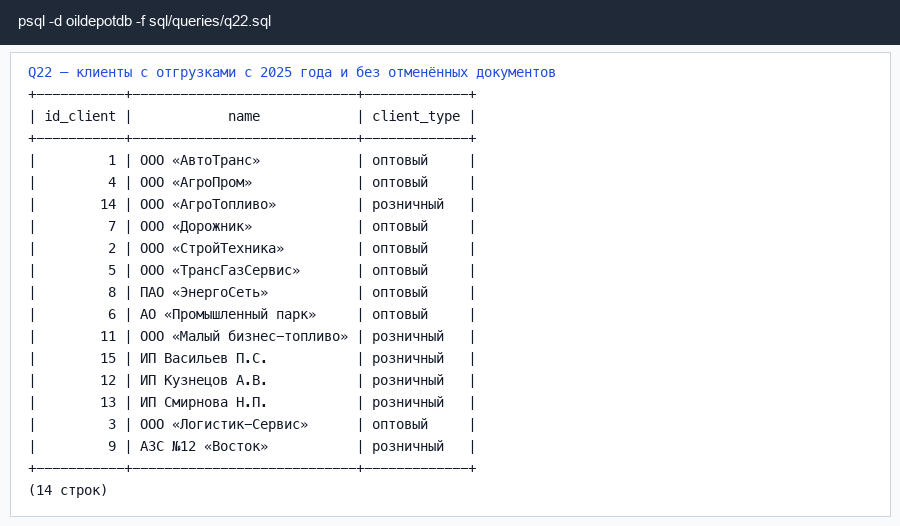 psql -d oildepotdb -f sql/queries/q22.sql
Q22 — клиенты с отгрузками с 2025 года и без отменённых документов
+-----------+----------------------------+-------------+
| id_client |            name            | client_type |
+-----------+----------------------------+-------------+
|         1 | ООО «АвтоТранс»            | оптовый     |
|         4 | ООО «АгроПром»             | оптовый     |
|        14 | ООО «АгроТопливо»          | розничный   |
|         7 | ООО «Дорожник»             | оптовый     |
|         2 | ООО «СтройТехника»         | оптовый     |
|         5 | ООО «ТрансГазСервис»       | оптовый     |
|         8 | ПАО «ЭнергоСеть»           | оптовый     |
|         6 | АО «Промышленный парк»     | оптовый     |
|        11 | ООО «Малый бизнес-топливо» | розничный   |
|        15 | ИП Васильев П.С.           | розничный   |
|        12 | ИП Кузнецов А.В.           | розничный   |
|        13 | ИП Смирнова Н.П.           | розничный   |
|         3 | ООО «Логистик-Сервис»      | оптовый     |
|         9 | АЗС №12 «Восток»           | розничный   |
+-----------+----------------------------+-------------+
(14 строк)